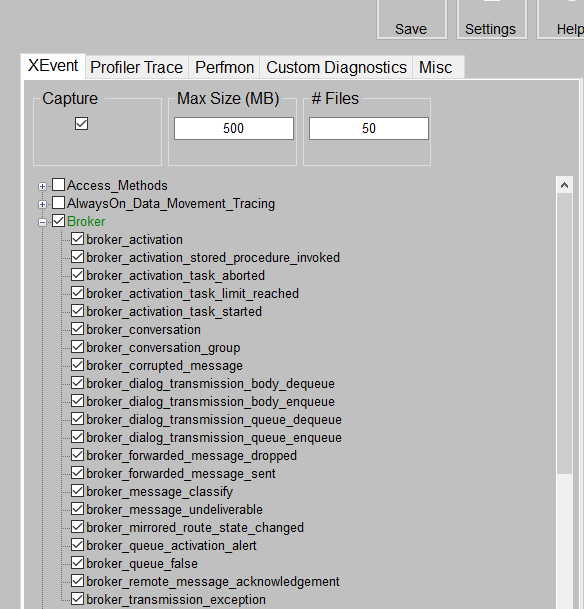 Save Settings Help
XEvent Profiler Trace Perfmon Custom Diagnostics Misc
Capture Max Size (MB) # Files
500 50
Access_Methods
AlwaysOn_Data_Movement_Tracing
Broker
broker_activation
broker_activation_stored_procedure_invoked
broker_activation_task_aborted
broker_activation_task_limit_reached
broker_activation_task_started
broker_conversation
broker_conversation_group
broker_corrupted_message
broker_dialog_transmission_body_dequeue
broker_dialog_transmission_body_enqueue
broker_dialog_transmission_queue_dequeue
broker_dialog_transmission_queue_enqueue
broker_forwarded_message_dropped
broker_forwarded_message_sent
broker_message_classify
broker_message_undeliverable
broker_mirrored_route_state_changed
broker_queue_activation_alert
broker_queue_false
broker_remote_message_acknowledgement
broker_transmission_exception